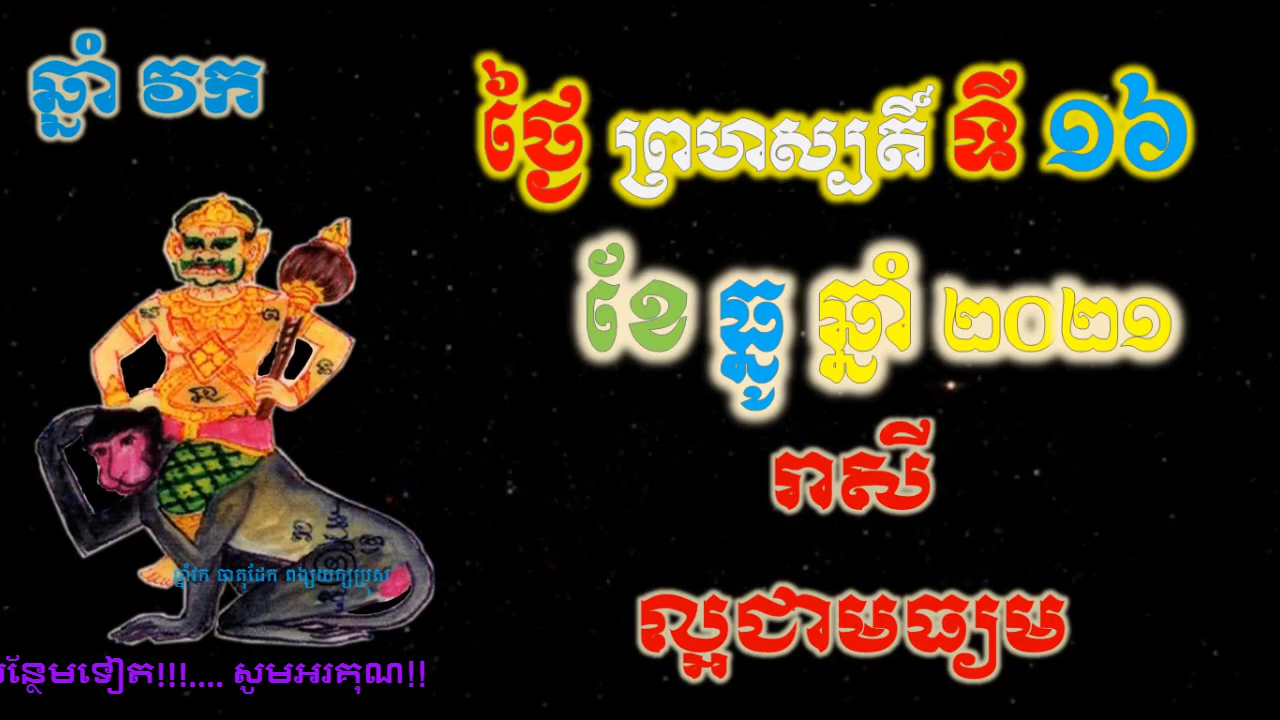 ឆ្នាំ វក
ថ្ងៃ ព្រហស្បតិ៍ ទី ១៦
ខែ ធ្នូ ឆ្នាំ ២០២១
រាសី
ល្អជាមធ្យម
ឆ្នាំវក ធាតុដែក ពង្សយក្សប្រុស
បន្ថែមទៀត!!!.... សូមអរគុណ!!